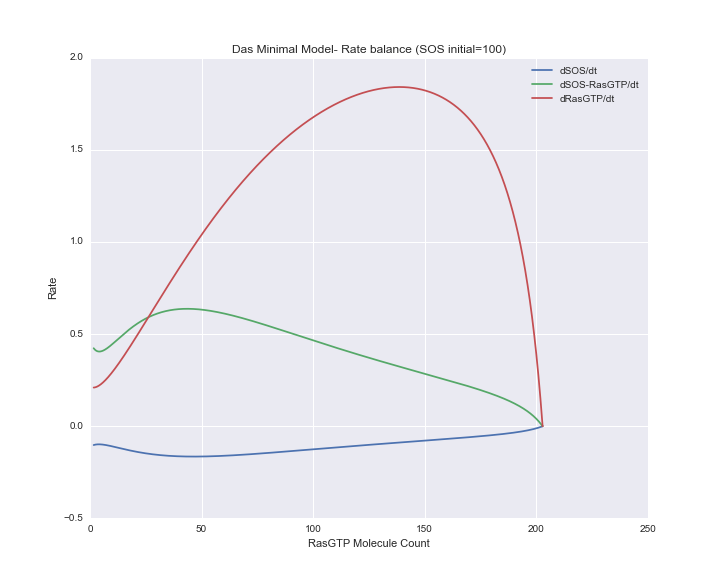 Das Minimal Model- Rate balance (SOS initial=100)
dSOS/dt
dSOS-RasGTP/dt
dRasGTP/dt
2.0
1.5
1.0
0.5
0.0
−0.5
Rate
0 50 100 150 200 250
RasGTP Molecule Count